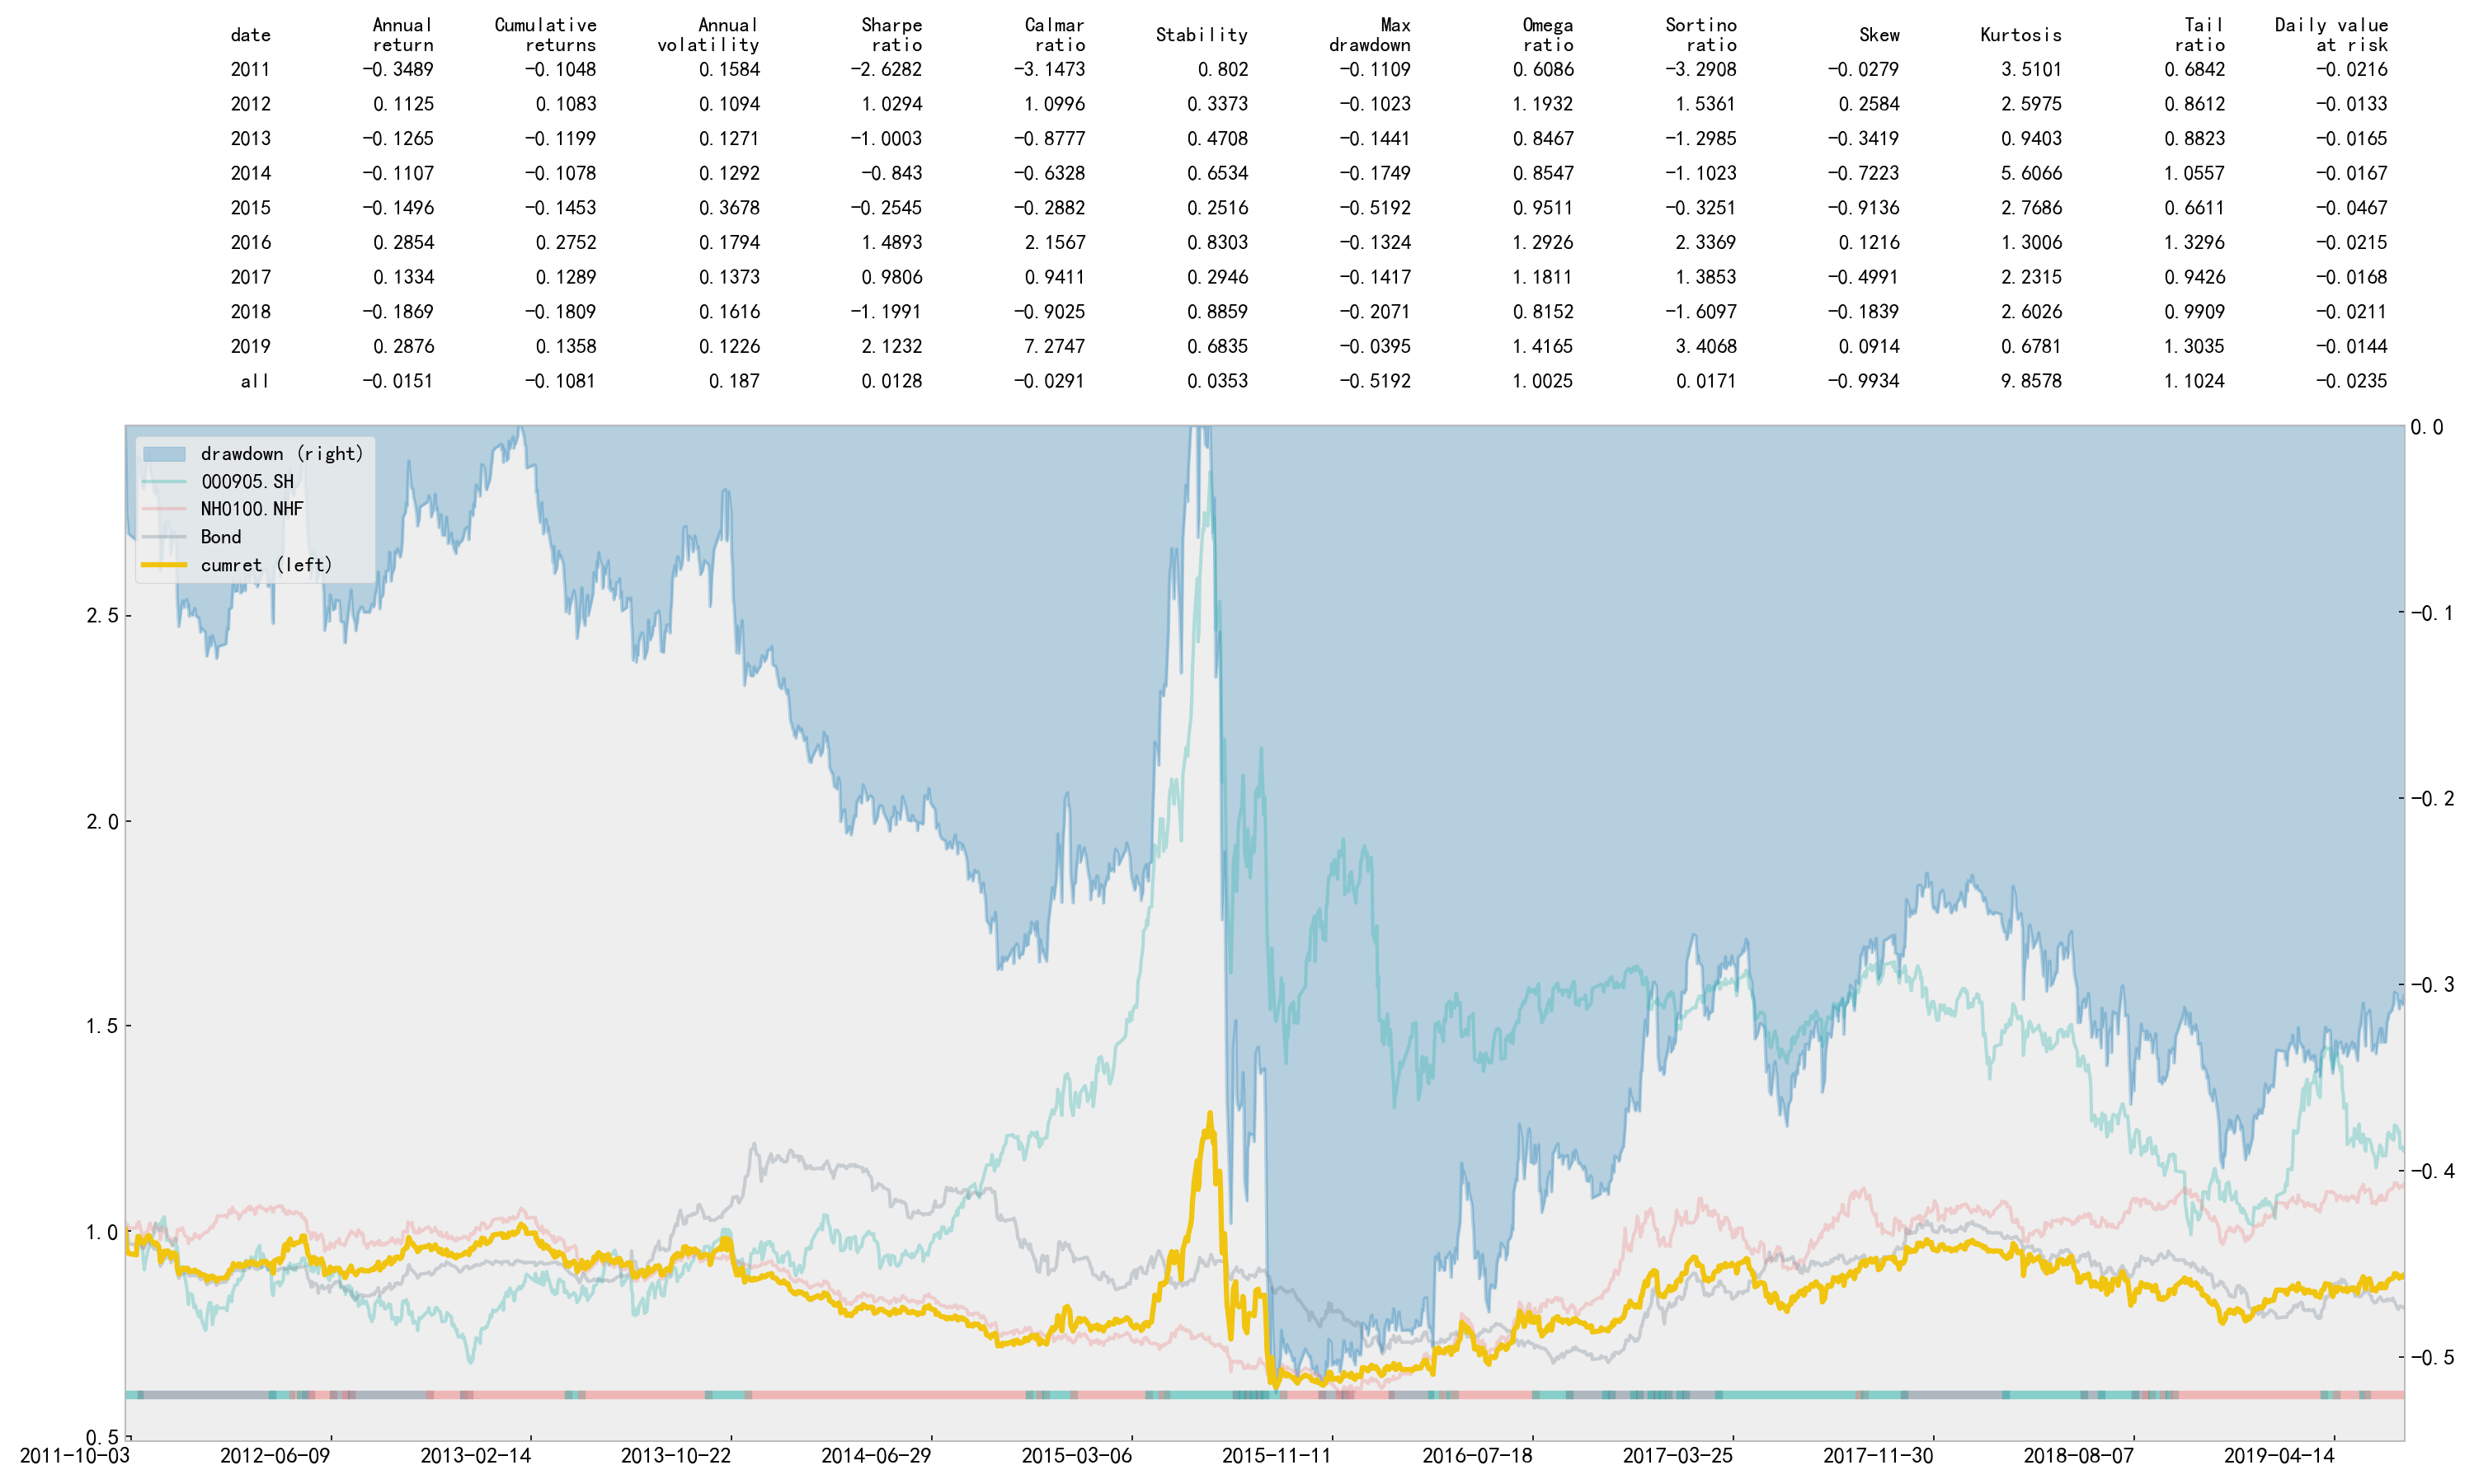 date Annual return Cumulative returns Annual volatility Sharpe ratio Calmar ratio Stability Max drawdown Omega ratio Sortino ratio Skew Kurtosis Tail ratio Daily value at risk
2011 -0.3489 -0.1048 0.1584 -2.6282 -3.1473 0.802 -0.1109 0.6086 -3.2908 -0.0279 3.5101 0.6842 -0.0216
2012 0.1125 0.1083 0.1094 1.0294 1.0996 0.3373 -0.1023 1.1932 1.5361 0.2584 2.5975 0.8612 -0.0133
2013 -0.1265 -0.1199 0.1271 -1.0003 -0.8777 0.4708 -0.1441 0.8467 -1.2985 -0.3419 0.9403 0.8823 -0.0165
2014 -0.1107 -0.1078 0.1292 -0.843 -0.6328 0.6534 -0.1749 0.8547 -1.1023 -0.7223 5.6066 1.0557 -0.0167
2015 -0.1496 -0.1453 0.3678 -0.2545 -0.2882 0.2516 -0.5192 0.9511 -0.3251 -0.9136 2.7686 0.6611 -0.0467
2016 0.2854 0.2752 0.1794 1.4893 2.1567 0.8303 -0.1324 1.2926 2.3369 0.1216 1.3006 1.3296 -0.0215
2017 0.1334 0.1289 0.1373 0.9806 0.9411 0.2946 -0.1417 1.1811 1.3853 -0.4991 2.2315 0.9426 -0.0168
2018 -0.1869 -0.1809 0.1616 -1.1991 -0.9025 0.8859 -0.2071 0.8152 -1.6097 -0.1839 2.6026 0.9909 -0.0211
2019 0.2876 0.1358 0.1226 2.1232 7.2747 0.6835 -0.0395 1.4165 3.4068 0.0914 0.6781 1.3035 -0.0144
all -0.0151 -0.1081 0.187 0.0128 -0.0291 0.0353 -0.5192 1.0025 0.0171 -0.9934 9.8578 1.1024 -0.0235
drawdown (right)
000905.SH
NH0100.NHF
Bond
cumret (left)
2.5
2.0
1.5
1.0
0.5
0.0
-0.1
-0.2
-0.3
-0.4
-0.5
2011-10-03 2012-06-09 2013-02-14 2013-10-22 2014-06-29 2015-03-06 2015-11-11 2016-07-18 2017-03-25 2017-11-30 2018-08-07 2019-04-14